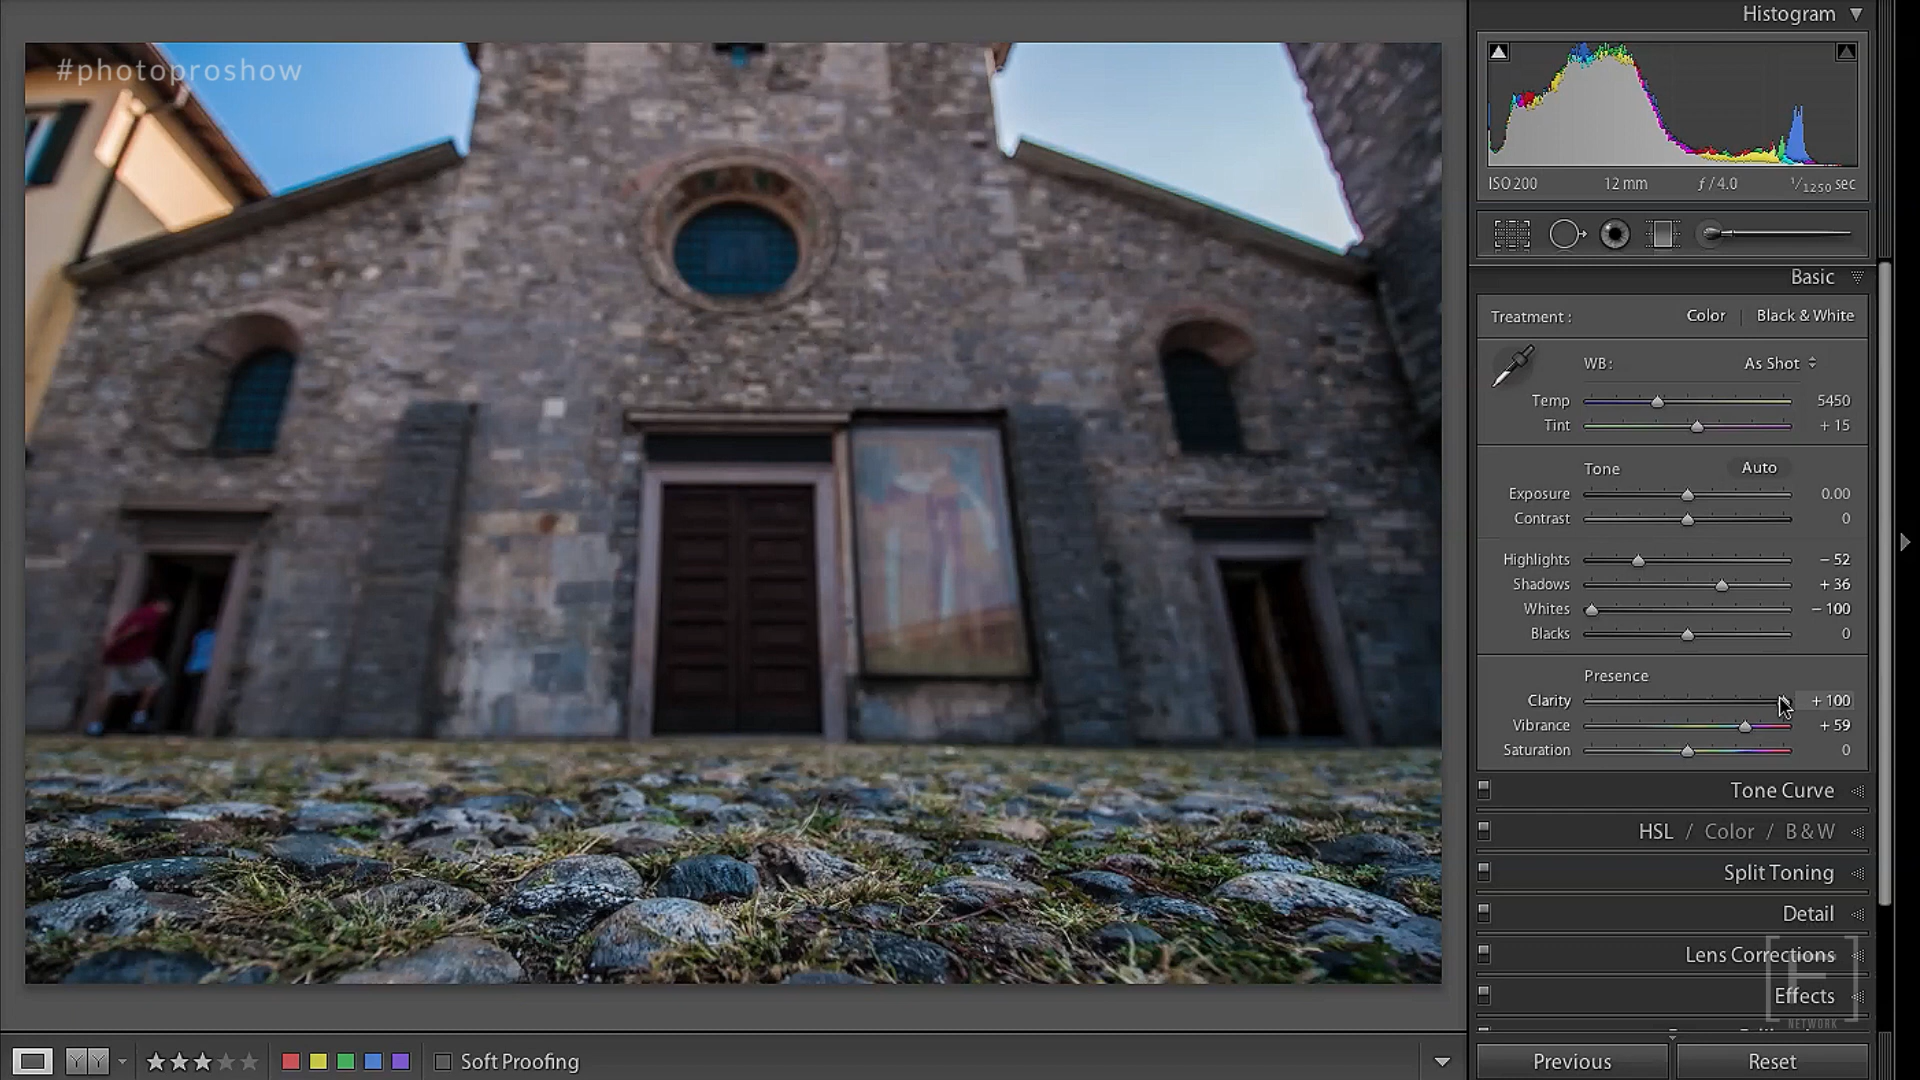 #photoproshow
Histogram
ISO 200 12 mm ƒ / 4.0 1/1250 sec
Basic
Treatment : Color Black & White
WB: As Shot
Temp 5450
Tint + 15
Tone Auto
Exposure 0.00
Contrast 0
Highlights – 52
Shadows + 36
Whites – 100
Blacks 0
Presence
Clarity + 100
Vibrance + 59
Saturation 0
Tone Curve
HSL / Color / B & W
Split Toning
Detail
Lens Corrections
Effects
F
NETWORK
YY
Soft Proofing
Previous Reset